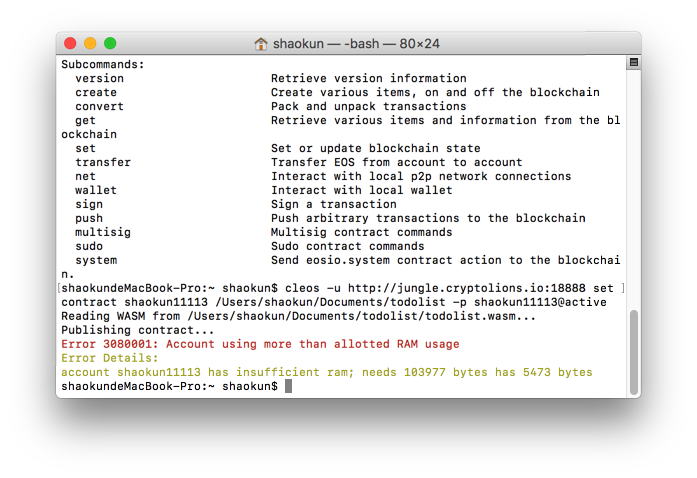 shaokun — -bash — 80×24
Subcommands:
version Retrieve version information
create Create various items, on and off the blockchain
convert Pack and unpack transactions
get Retrieve various items and information from the bl
ockchain
set Set or update blockchain state
transfer Transfer EOS from account to account
net Interact with local p2p network connections
wallet Interact with local wallet
sign Sign a transaction
push Push arbitrary transactions to the blockchain
multisig Multisig contract commands
sudo Sudo contract commands
system Send eosio.system contract action to the blockchai
n.
[shaokundeMacBook-Pro:~ shaokun$ cleos -u http://jungle.cryptolions.io:18888 set ]
contract shaokun11113 /Users/shaokun/Documents/todolist -p shaokun11113@active
Reading WASM from /Users/shaokun/Documents/todolist/todolist.wasm...
Publishing contract...
Error 3080001: Account using more than allotted RAM usage
Error Details:
account shaokun11113 has insufficient ram; needs 103977 bytes has 5473 bytes
shaokundeMacBook-Pro:~ shaokun$